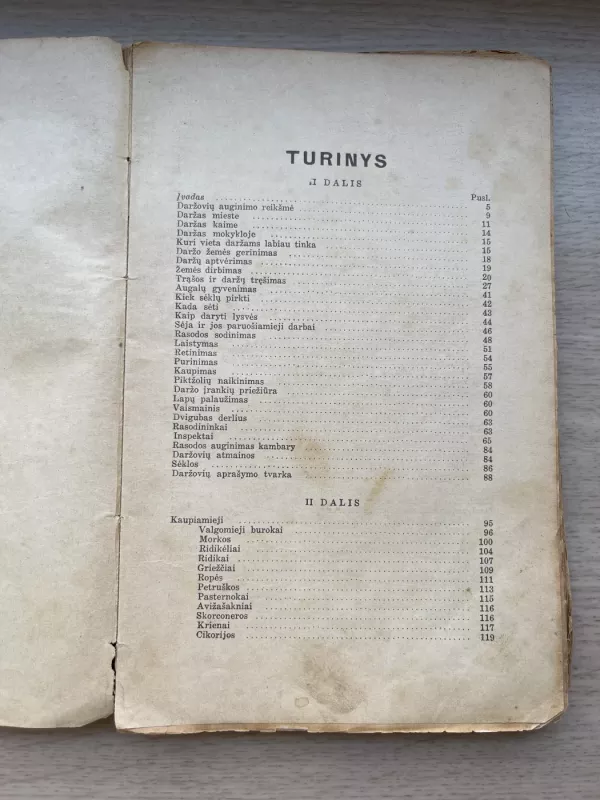 TURINYS
I DALIS
Pusl.
Įvadas 5
Daržovių auginimo reikšmė 9
Daržas mieste 11
Daržas kaime 14
Daržas mokykloje 15
Kuri vieta daržams labiau tinka 15
Daržo žemės gerinimas 18
Daržų aptvėrimas 19
Žemės dirbimas 20
Trąšos ir daržų tręšimas 27
Augalų gyvenimas 41
Kiek sėklų pirkti 42
Kada sėti 43
Kaip daryti lysvės 44
Sėja ir jos paruošiamieji darbai 46
Rasodos sodinimas 48
Laistymas 51
Retinimas 54
Purinimas 55
Kaupimas 57
Piktžolių naikinimas 58
Daržo įrankių priežiūra 60
Lapų palaužimas 60
Vaismainis 60
Dvigubas derlius 63
Rasodininkai 63
Inspektai 65
Rasodos auginimas kambary 84
Daržovių atmainos 84
Sėklos 86
Daržovių aprašymo tvarka 88
II DALIS
Kaupiamieji 95
Valgomieji burokai 96
Morkos 100
Ridikėliai 104
Ridikai 107
Griežčiai 109
Ropės 111
Petruškos 113
Pasternokai 115
Avižašakniai 116
Skorconeros 116
Krienai 117
Cikorijos 119